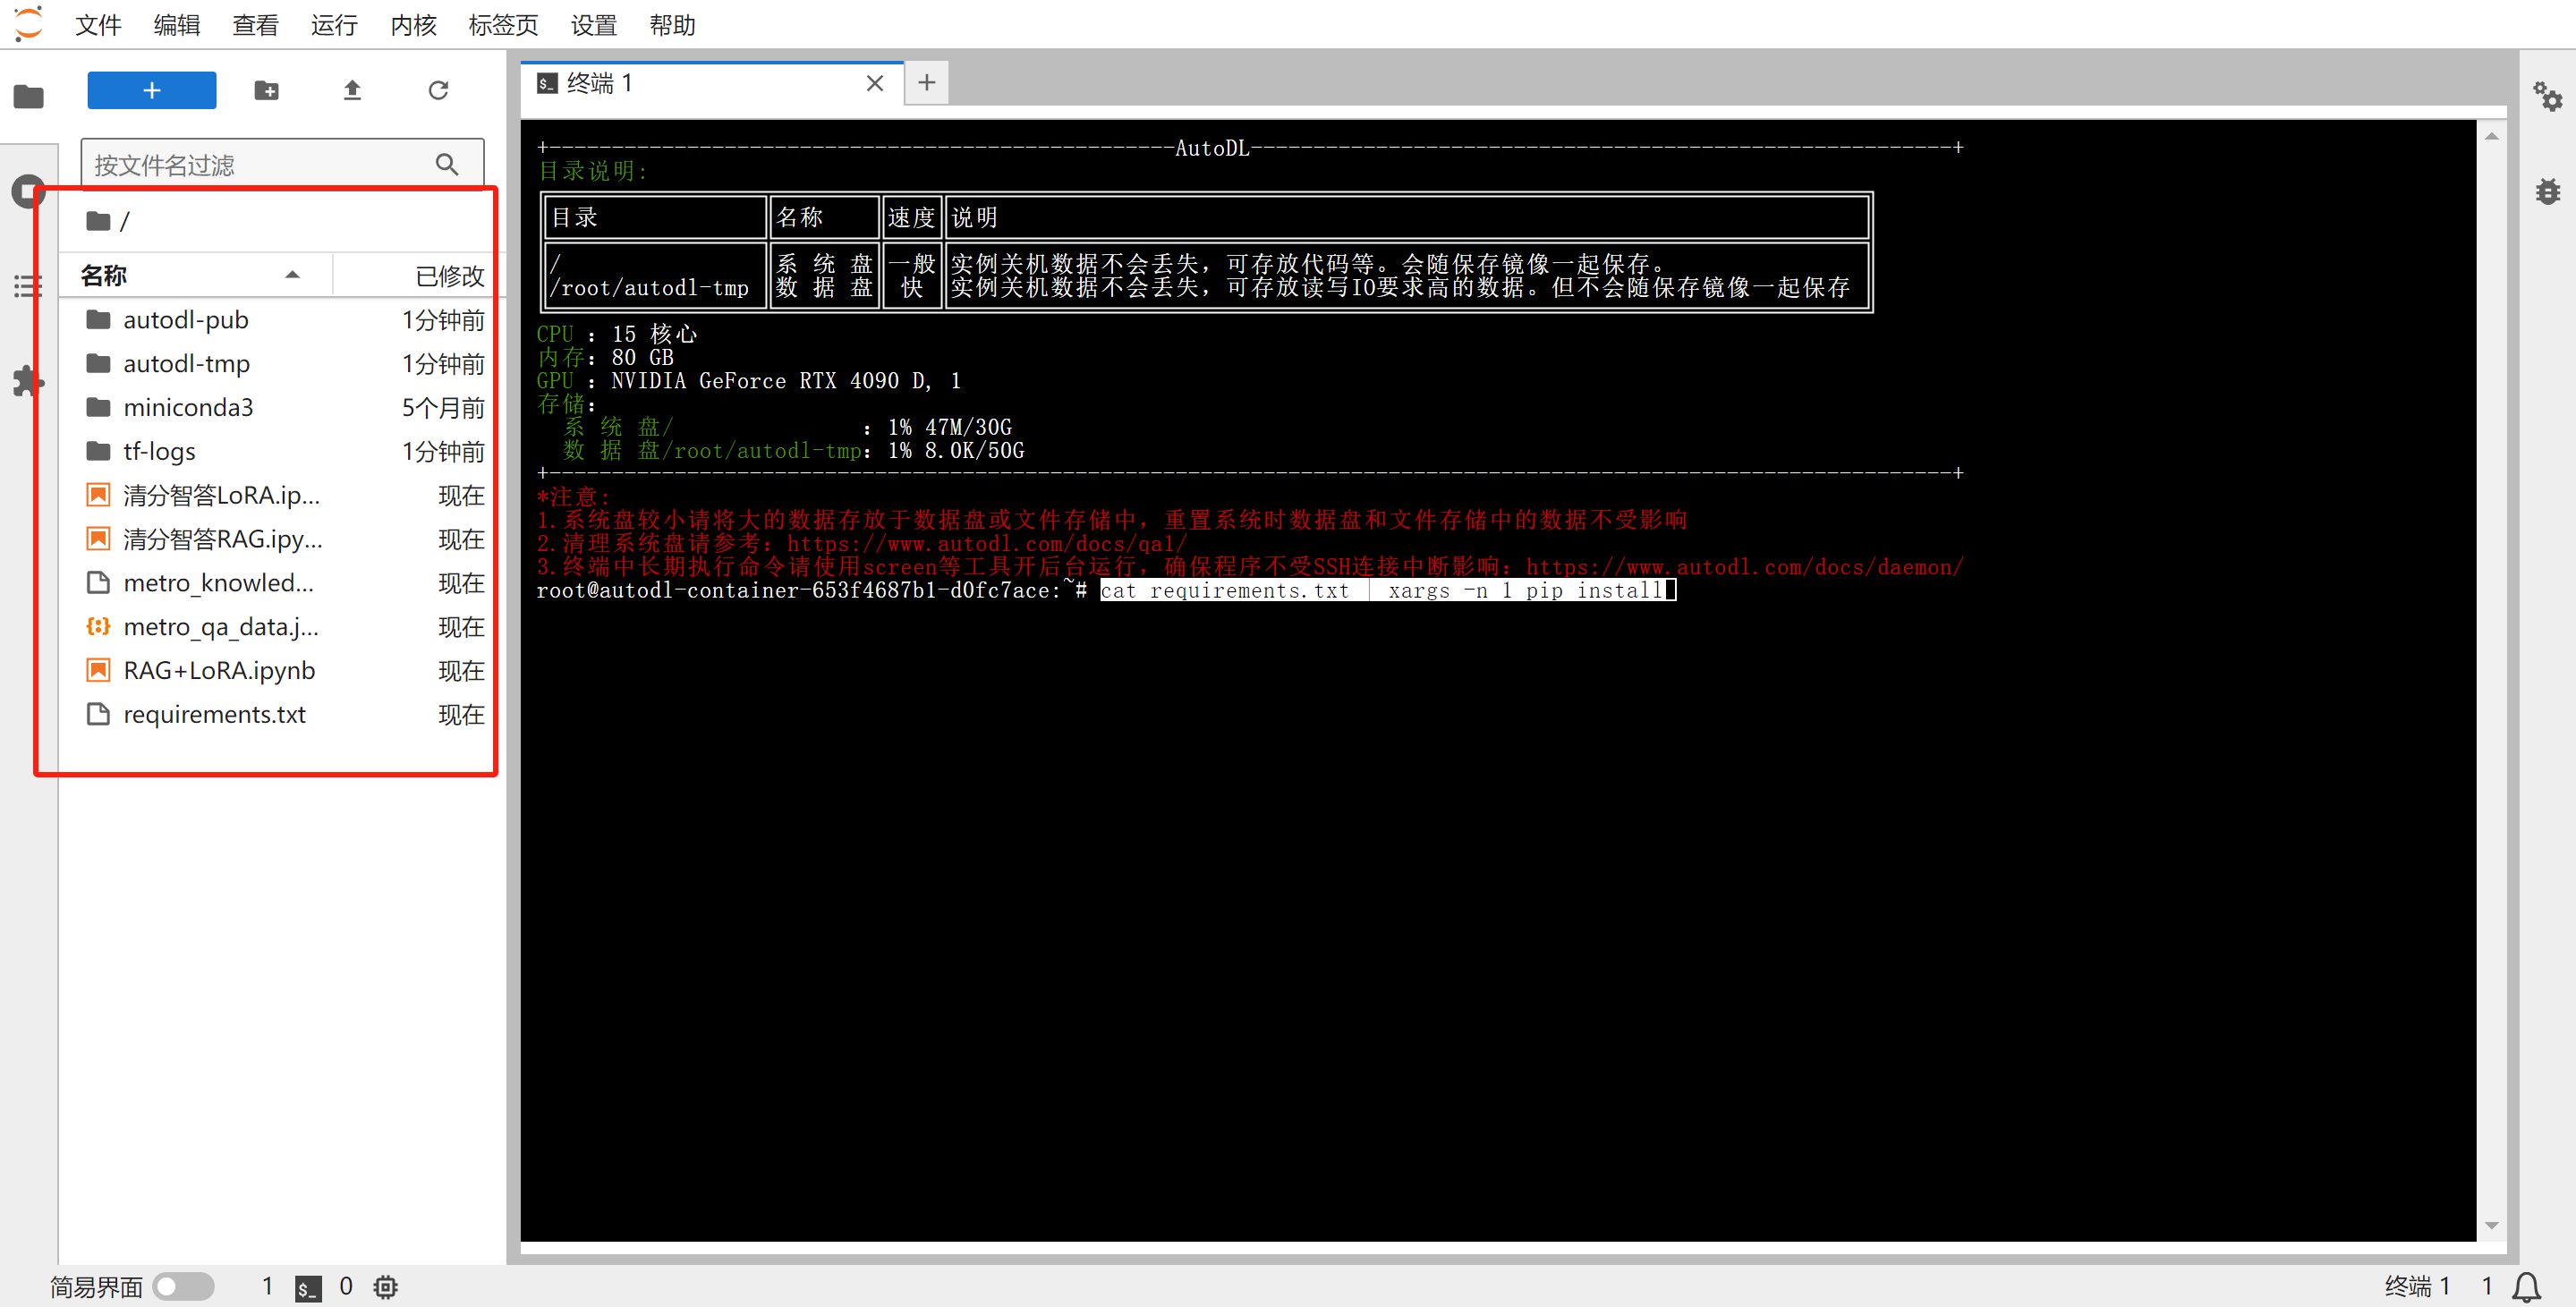 文件 编辑 查看 运行 内核 标签页 设置 帮助
终端 1
按文件名过滤
/
名称 已修改
autodl-pub 1分钟前
autodl-tmp 1分钟前
miniconda3 5个月前
tf-logs 1分钟前
清分智答LoRA.ip... 现在
清分智答RAG.ipy... 现在
metro_knowled... 现在
metro_qa_data.j... 现在
RAG+LoRA.ipynb 现在
requirements.txt 现在
+--------------------------------------------------AutoDL--------------------------------------------------------+
目录说明:
目录 名称 速度 说明
/ 系 统 盘 一般 实例关机数据不会丢失，可存放代码等。会随保存镜像一起保存。
/root/autodl-tmp 数 据 盘 快 实例关机数据不会丢失，可存放读写IO要求高的数据。但不会随保存镜像一起保存
CPU ：15 核心
内存：80 GB
GPU ：NVIDIA GeForce RTX 4090 D, 1
存储：
系 统 盘/ ：1% 47M/30G
数 据 盘/root/autodl-tmp：1% 8.0K/50G
+----------------------------------------------------------------------------------------------------------------+
*注意:
1.系统盘较小请将大的数据存放于数据盘或文件存储中，重置系统时数据盘和文件存储中的数据不受影响
2.清理系统盘请参考：https://www.autodl.com/docs/qa1/
3.终端中长期执行命令请使用screen等工具开后台运行，确保程序不受SSH连接中断影响：https://www.autodl.com/docs/daemon/
root@autodl-container-653f4687b1-d0fc7ace:~# cat requirements.txt | xargs -n 1 pip install
简易界面 1 $_ 0 终端 1 1